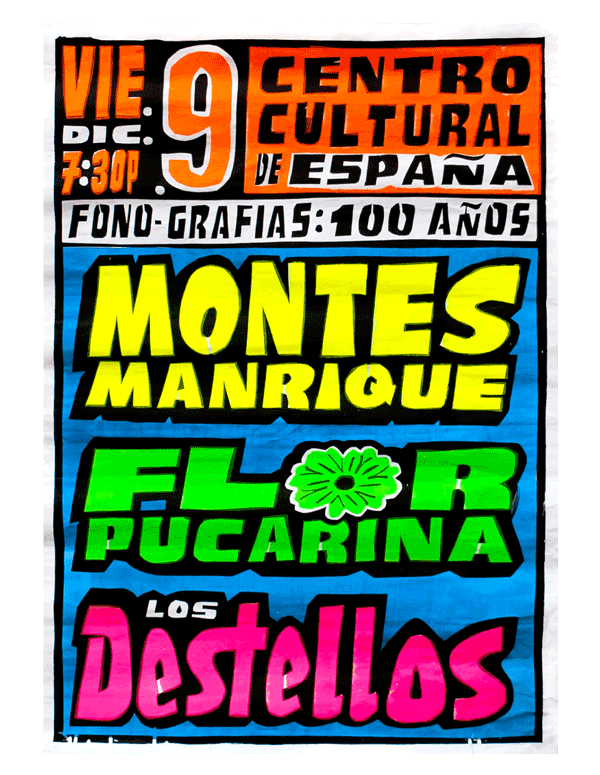 VIE. 9
DIC.
7:30P.
CENTRO
CULTURAL
DE ESPAÑA
FONO-GRAFIAS: 100 AÑOS
MONTES
MANRIQUE
FLOR
PUCARINA
LOS
Destellos